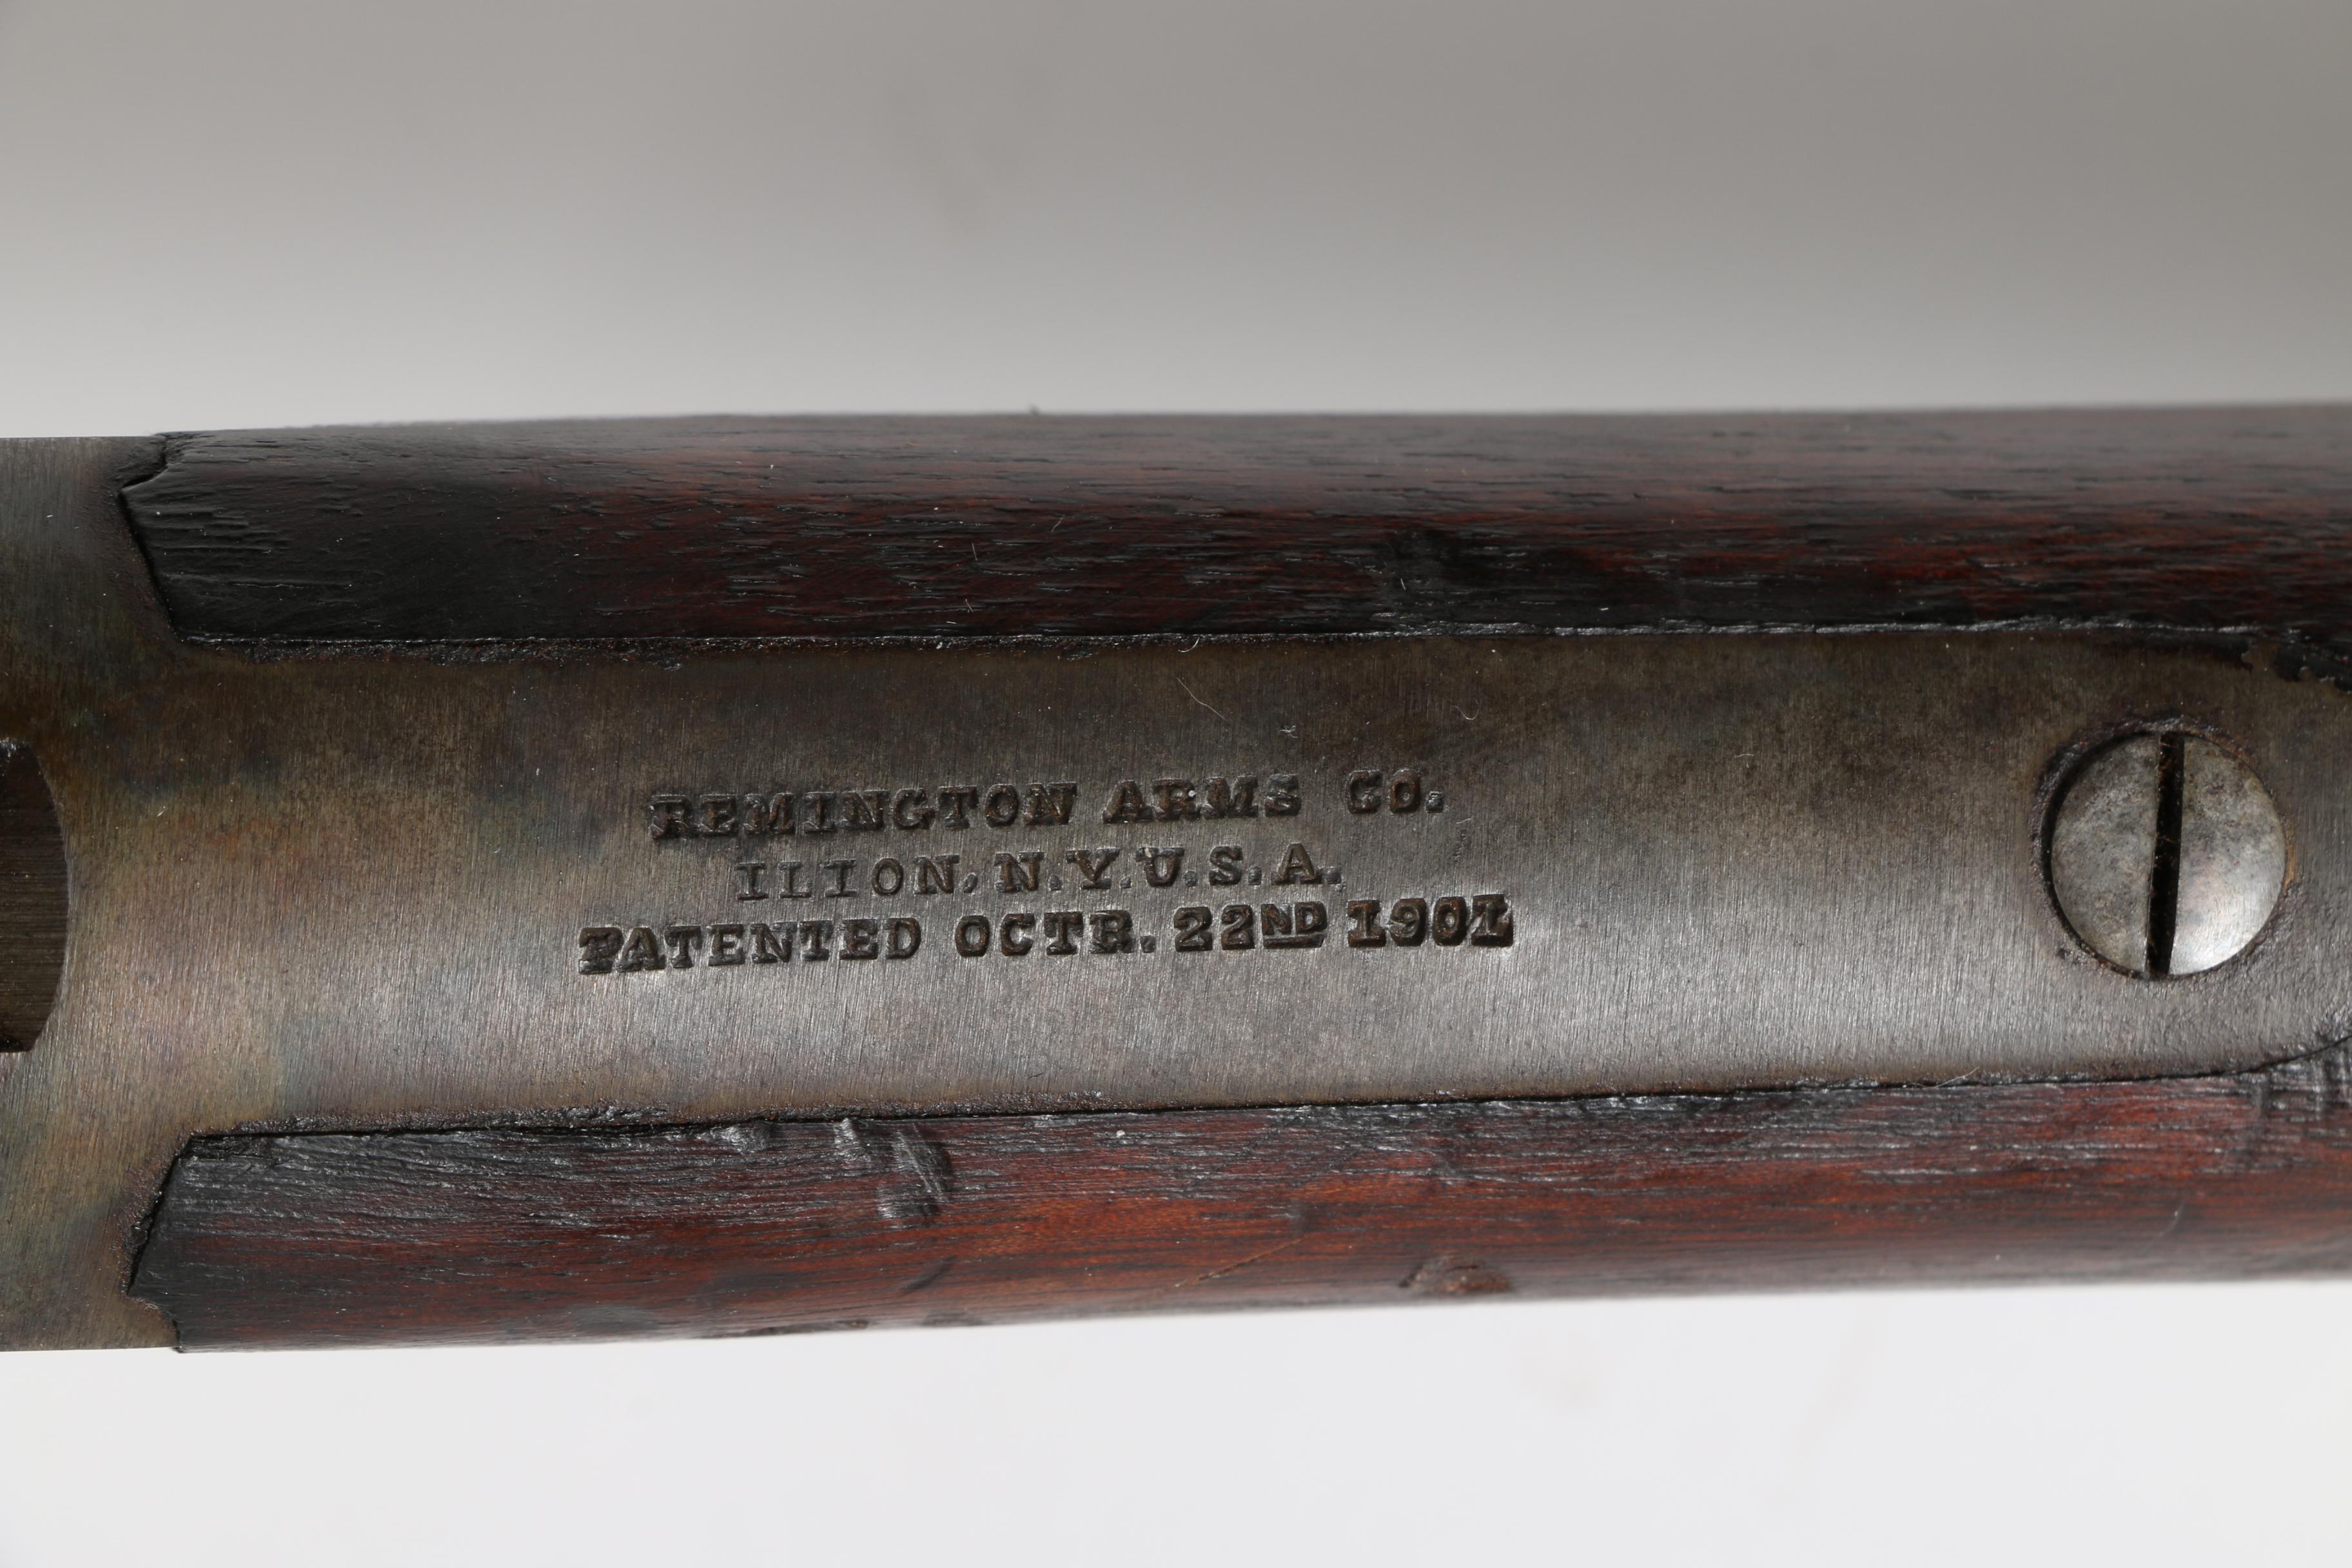 REMINGTON ARMS CO.
ILION, N.Y. U.S.A.
PATENTED OCTR. 22ND 1901